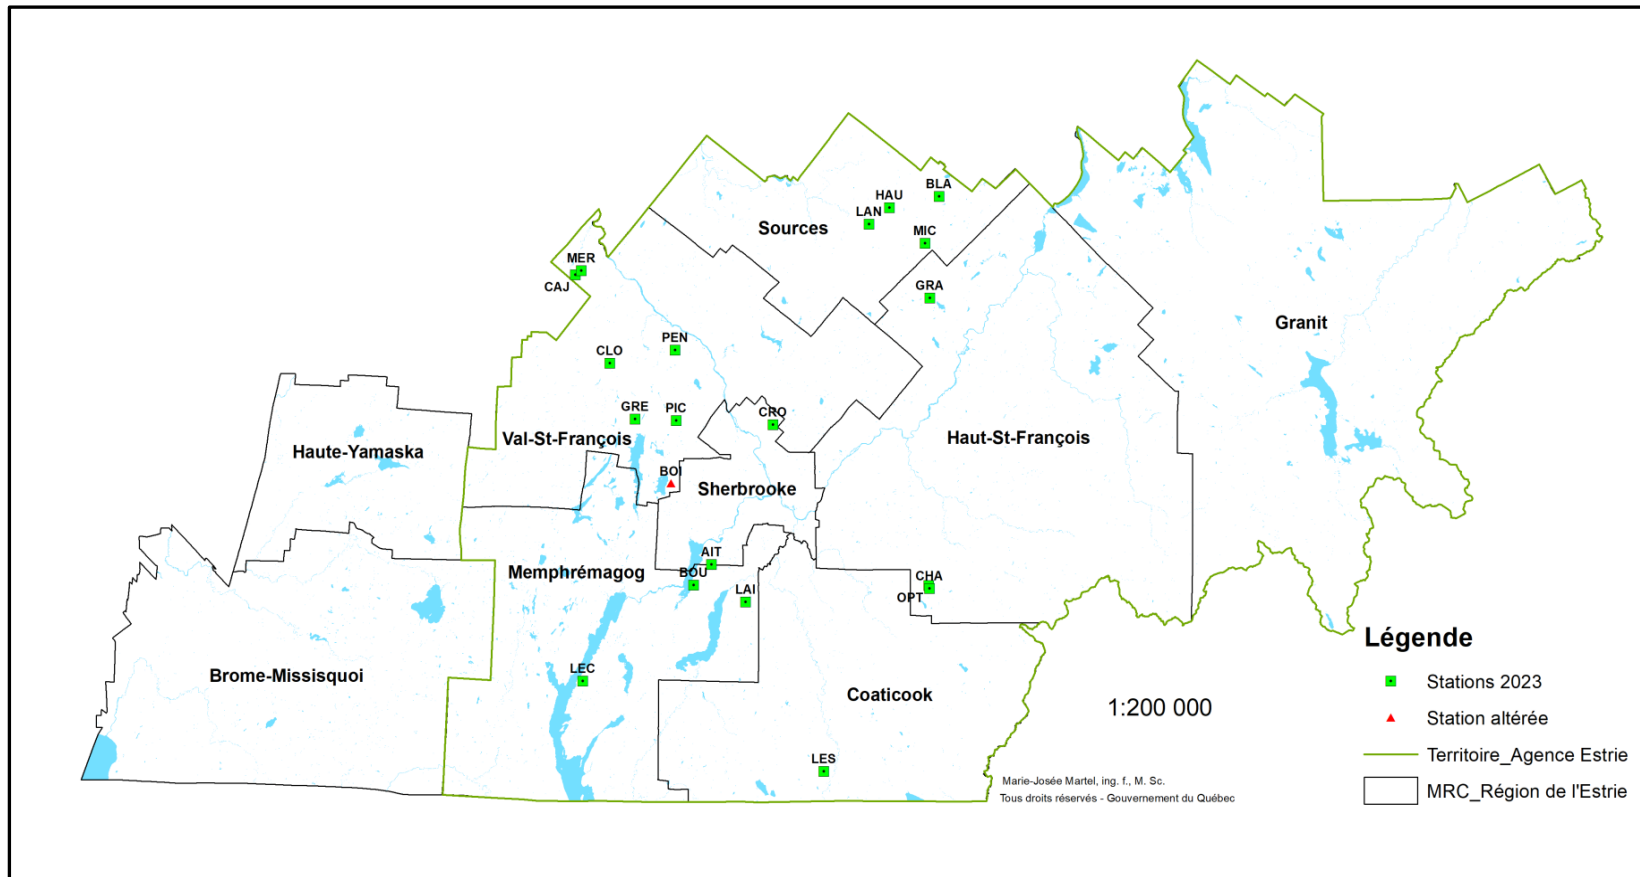 BLA
HAU
LAN
Sources
MIC
MER
CAJ
GRA
Granit
PEN
CLO
GRE
PIC
CRO
Val-St-François
Haut-St-François
Haute-Yamaska
BOI
Sherbrooke
AIT
Memphrémagog
BOU
CHA
LAI
OPT
Légende
Brome-Missisquoi
LEC
Coaticook
Stations 2023
1:200 000
Station altérée
LES
Territoire_Agence Estrie
Marie-Josée Martel, ing. f., M. Sc.
Tous droits réservés - Gouvernement du Québec
MRC_Région de l'Estrie